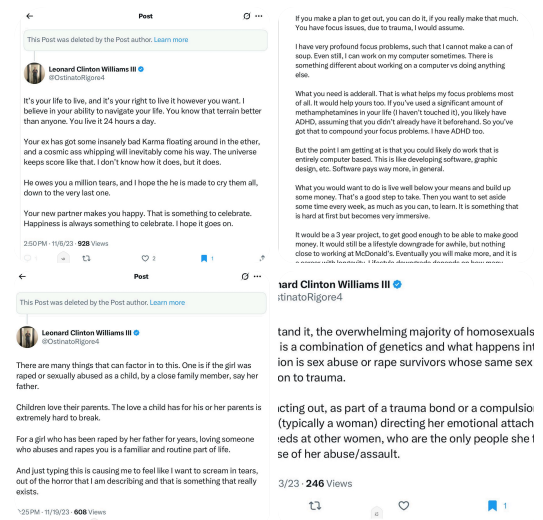 Post
This Post was deleted by the Post author. Learn more
Leonard Clinton Williams III
@OstinatoRigore4
It's your life to live, and it's your right to live it however you want. I
believe in your ability to navigate your life. You know that terrain better
than anyone. You live it 24 hours a day.
Your ex has got some insanely bad Karma floating around in the ether,
and a cosmic ass whipping will inevitably come his way. The universe
keeps score like that. I don't know how it does, but it does.
He owes you a million tears, and I hope the he is made to cry them all,
down to the very last one.
Your new partner makes you happy. That is something to celebrate.
Happiness is always something to celebrate. I hope it goes on.
2:50PM · 11/6/23 · 928 Views
2
1
If you make a plan to get out, you can do it, if you really make that much.
You have focus issues, due to trauma, I would assume.
I have very profound focus problems, such that I cannot make a can of
soup. Even still, I can work on my computer sometimes. There is
something different about working on a computer vs doing anything
else.
What you need is adderall. That is what helps my focus problems most
of all. It would help yours too. If you've used a significant amount of
methamphetamines in your life (I haven't touched it), you likely have
ADHD, assuming that you didn't already have it beforehand. So you've
got that to compound your focus problems. I have ADHD too.
But the point I am getting at is that you could likely do work that is
entirely computer based. This is like developing software, graphic
design, etc. Software pays way more, in general.
What you would want to do is live well below your means and build up
some money. That's a good step to take. Then you want to set aside
some time every week, as much as you can, to learn. It is something that
is hard at first but becomes very immersive.
It would be a 3 year project, to get good enough to be able to make good
money. It would still be a lifestyle downgrade for awhile, but nothing
close to working at McDonald's. Eventually you will make more, and it is
Post
This Post was deleted by the Post author. Learn more
Leonard Clinton Williams III
@OstinatoRigore4
There are many things that can factor in to this. One is if the girl was
raped or sexually abused as a child, by a close family member, say her
father.
Children love their parents. The love a child has for his or her parents is
extremely hard to break.
For a girl who has been raped by her father for years, loving someone
who abuses and rapes you is a familiar and routine part of life.
And just typing this is causing me to feel like I want to scream in tears,
out of the horror that I am describing and that is something that really
exists.
25PM · 11/19/23 · 608 Views
nard Clinton Williams III
stinatoRigore4
tand it, the overwhelming majority of homosexuals
is a combination of genetics and what happens int
ion is sex abuse or rape survivors whose same sex
on to trauma.
cting out, as part of a trauma bond or a compulsion
(typically a woman) directing her emotional attach
eeds at other women, who are the only people she f
se of her abuse/assault.
3/23 · 246 Views
1